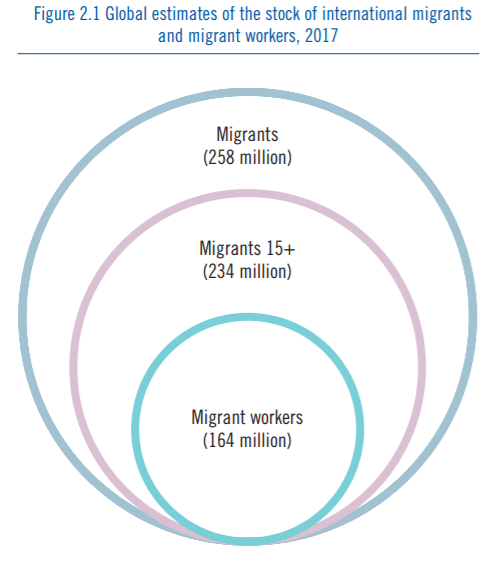 Figure 2.1 Global estimates of the stock of international migrants
and migrant workers, 2017
Migrants
(258 million)
Migrants 15+
(234 million)
Migrant workers
(164 million)